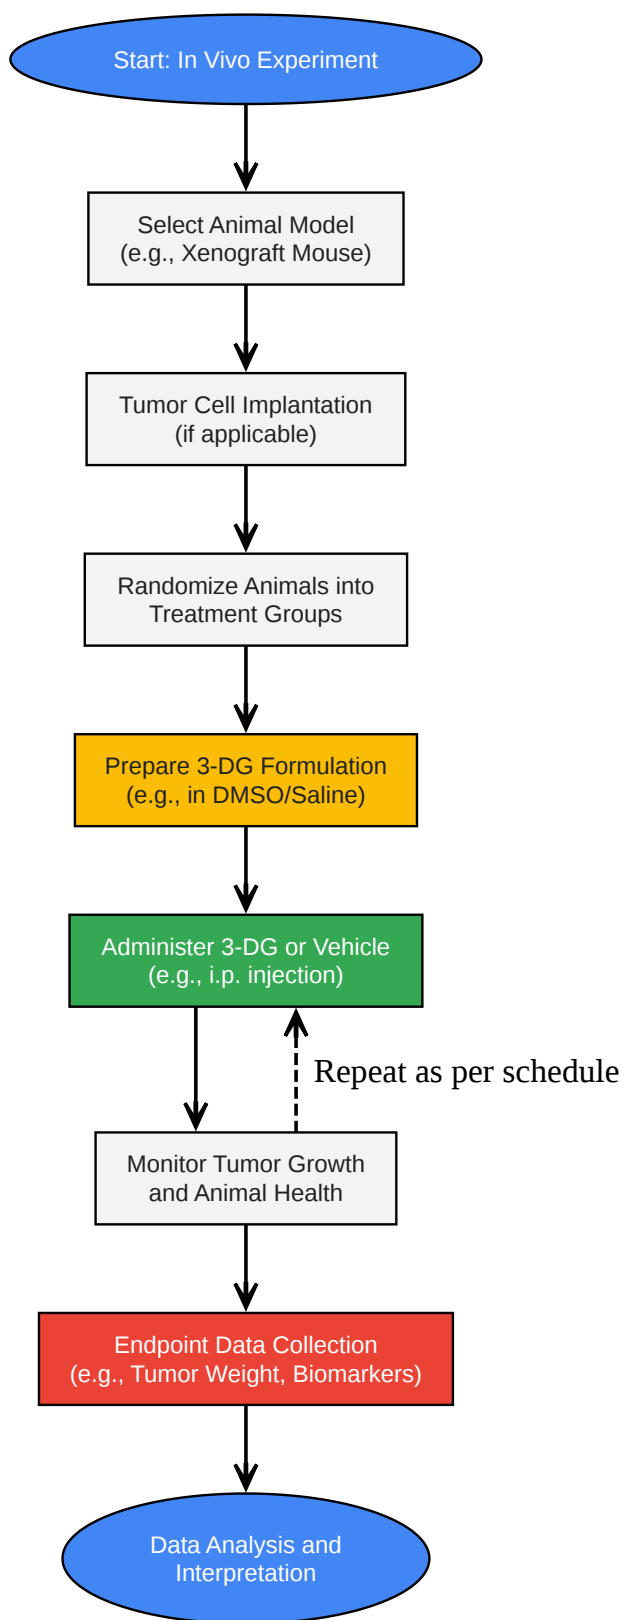 Start: In Vivo Experiment
Select Animal Model
(e.g., Xenograft Mouse)
Tumor Cell Implantation
(if applicable)
Randomize Animals into
Treatment Groups
Prepare 3-DG Formulation
(e.g., in DMSO/Saline)
Administer 3-DG or Vehicle
(e.g., i.p. injection)
Repeat as per schedule
Monitor Tumor Growth
and Animal Health
Endpoint Data Collection
(e.g., Tumor Weight, Biomarkers)
Data Analysis and
Interpretation